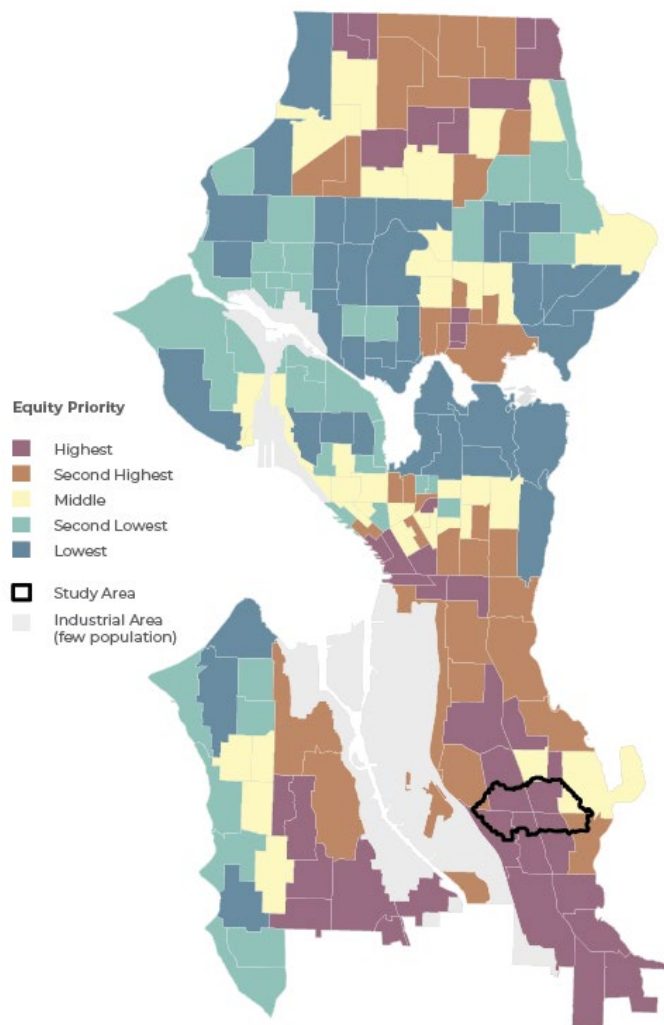 Equity Priority
Highest
Second Highest
Middle
Second Lowest
Lowest
Study Area
Industrial Area
(few population)